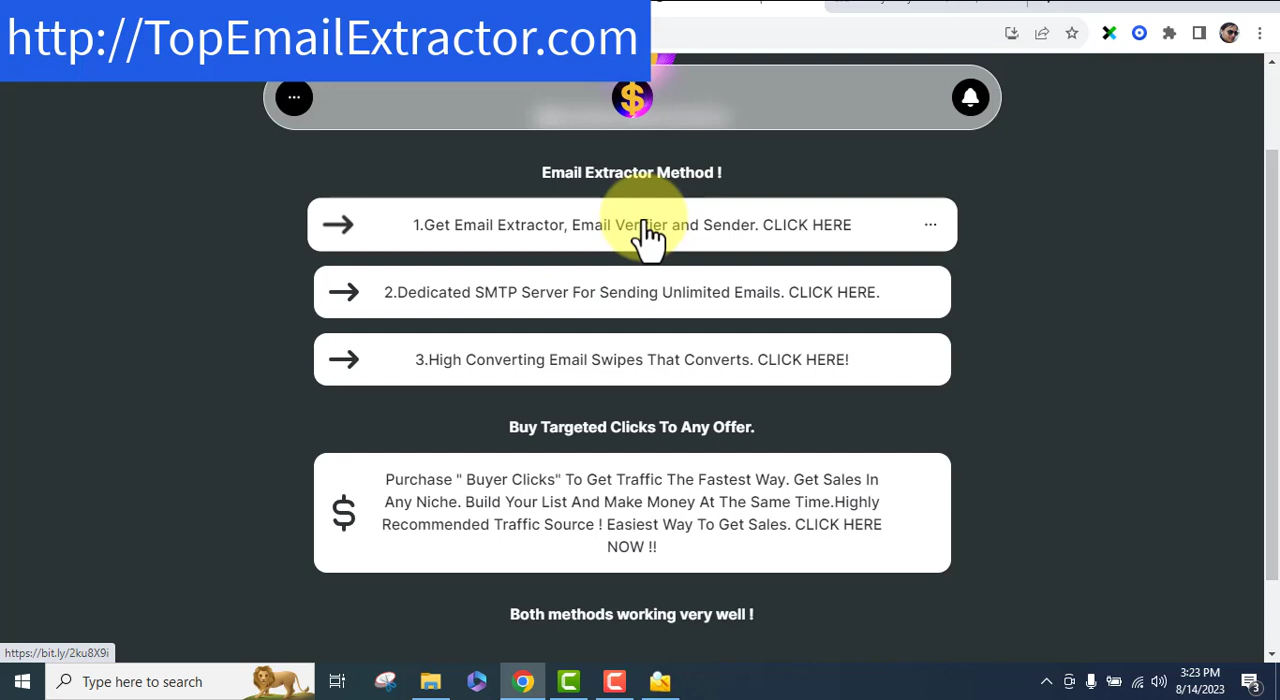 http://TopEmailExtractor.com
Email Extractor Method !
1.Get Email Extractor, Email Verifier and Sender. CLICK HERE
2.Dedicated SMTP Server For Sending Unlimited Emails. CLICK HERE.
3.High Converting Email Swipes That Converts. CLICK HERE!
Buy Targeted Clicks To Any Offer.
Purchase " Buyer Clicks" To Get Traffic The Fastest Way. Get Sales In
Any Niche. Build Your List And Make Money At The Same Time.Highly
Recommended Traffic Source ! Easiest Way To Get Sales. CLICK HERE
NOW !!
Both methods working very well !
https://bit.ly/2ku8X9i
Type here to search
3:23 PM
8/14/2023
3